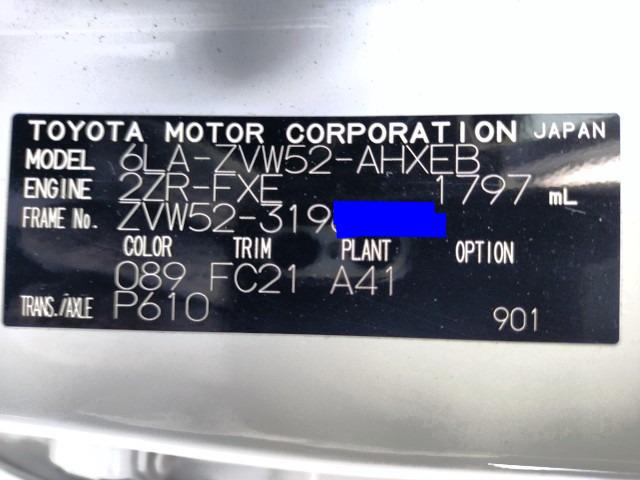 TOYOTA MOTOR CORPORATION JAPAN
MODEL 6LA-ZVW52-AHXEB
ENGINE 2ZR-FXE 1797 mL
FRAME No. ZVW52-319
COLOR TRIM PLANT OPTION
089 FC21 A41
TRANS./AXLE P610 901